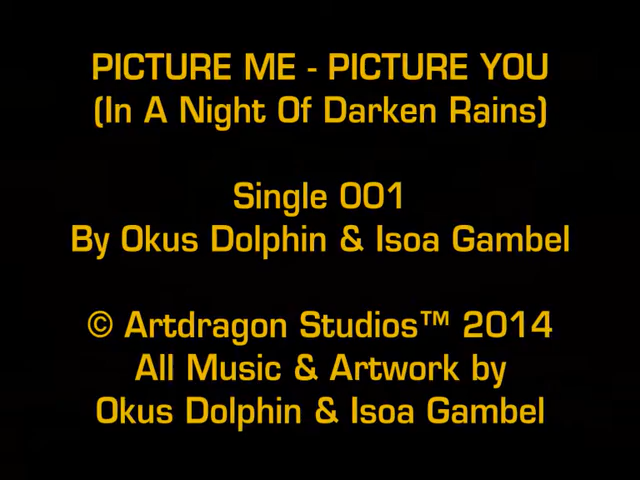 PICTURE ME - PICTURE YOU
(In A Night Of Darken Rains)
Single 001
By Okus Dolphin & Isoa Gambel
© Artdragon Studios™ 2014
All Music & Artwork by
Okus Dolphin & Isoa Gambel